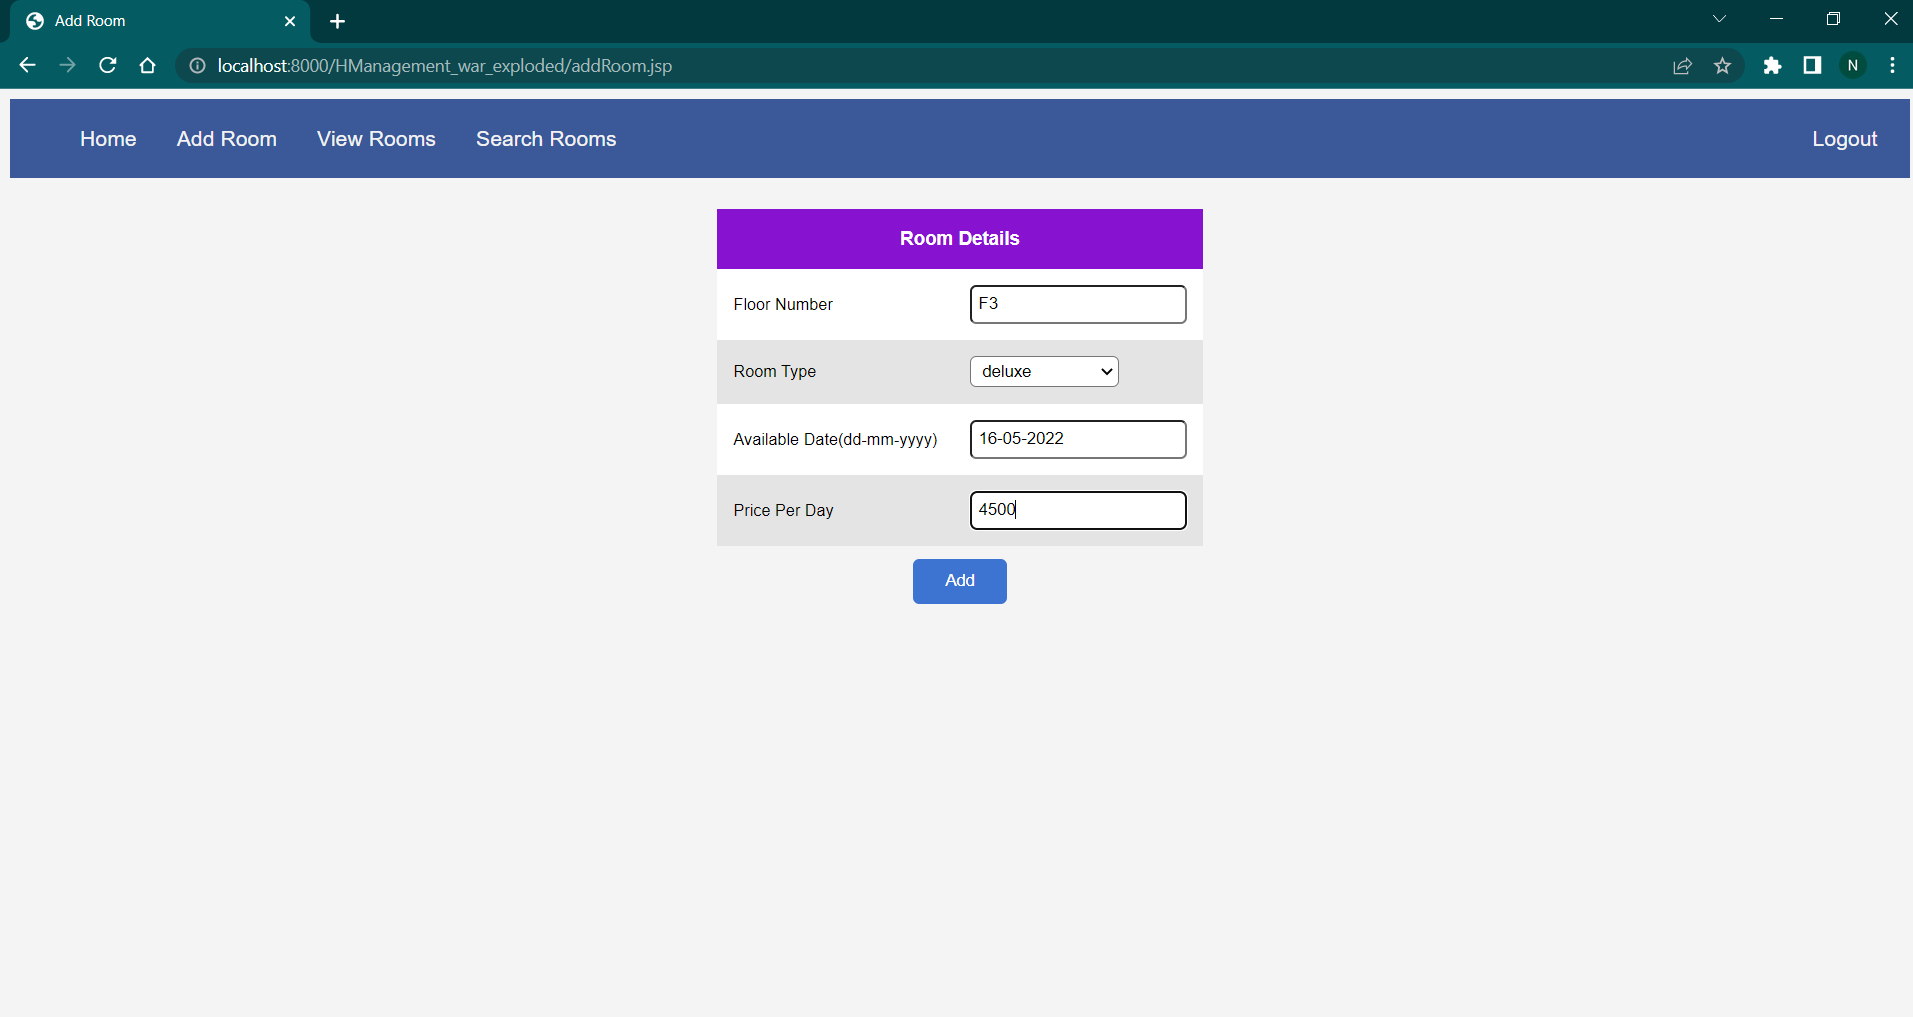 Add Room
localhost:8000/HManagement_war_exploded/addRoom.jsp
N
Home Add Room View Rooms Search Rooms Logout
Room Details
Floor Number F3
Room Type deluxe
Available Date(dd-mm-yyyy) 16-05-2022
Price Per Day 4500
Add